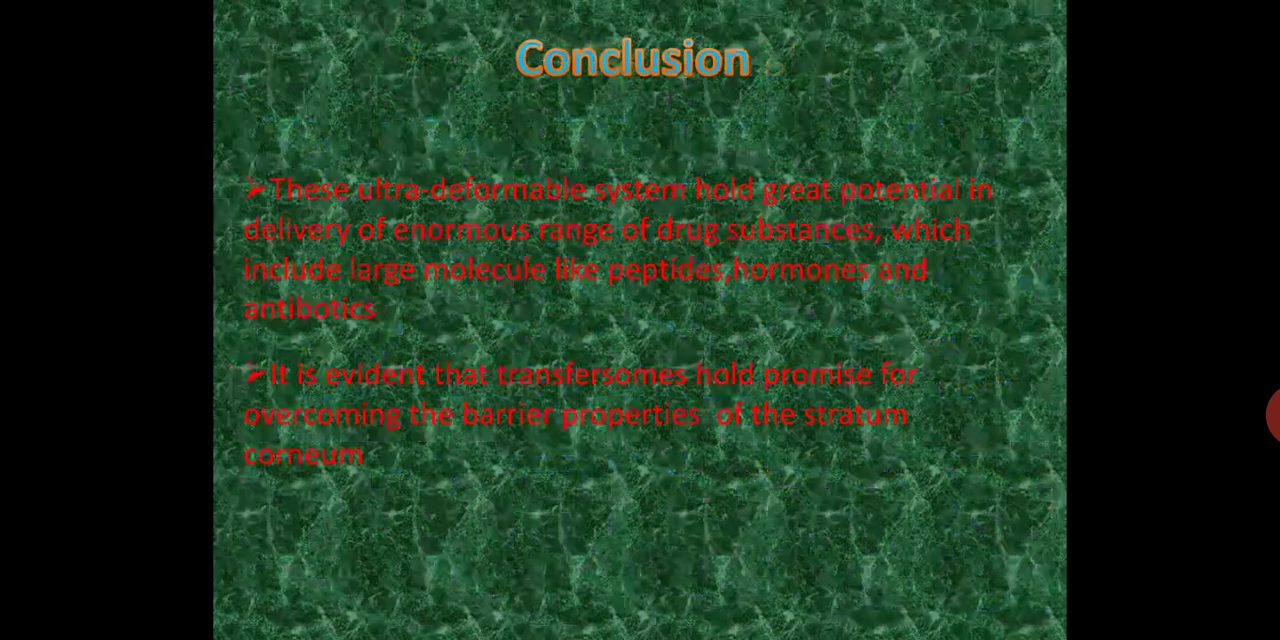 Conclusion
➢These ultra-deformable system hold great potential in
delivery of enormous range of drug substances, which
include large molecule like peptides,hormones and
antibotics
➢It is evident that transfersomes hold promise for
overcoming the barrier properties  of the stratum
corneum